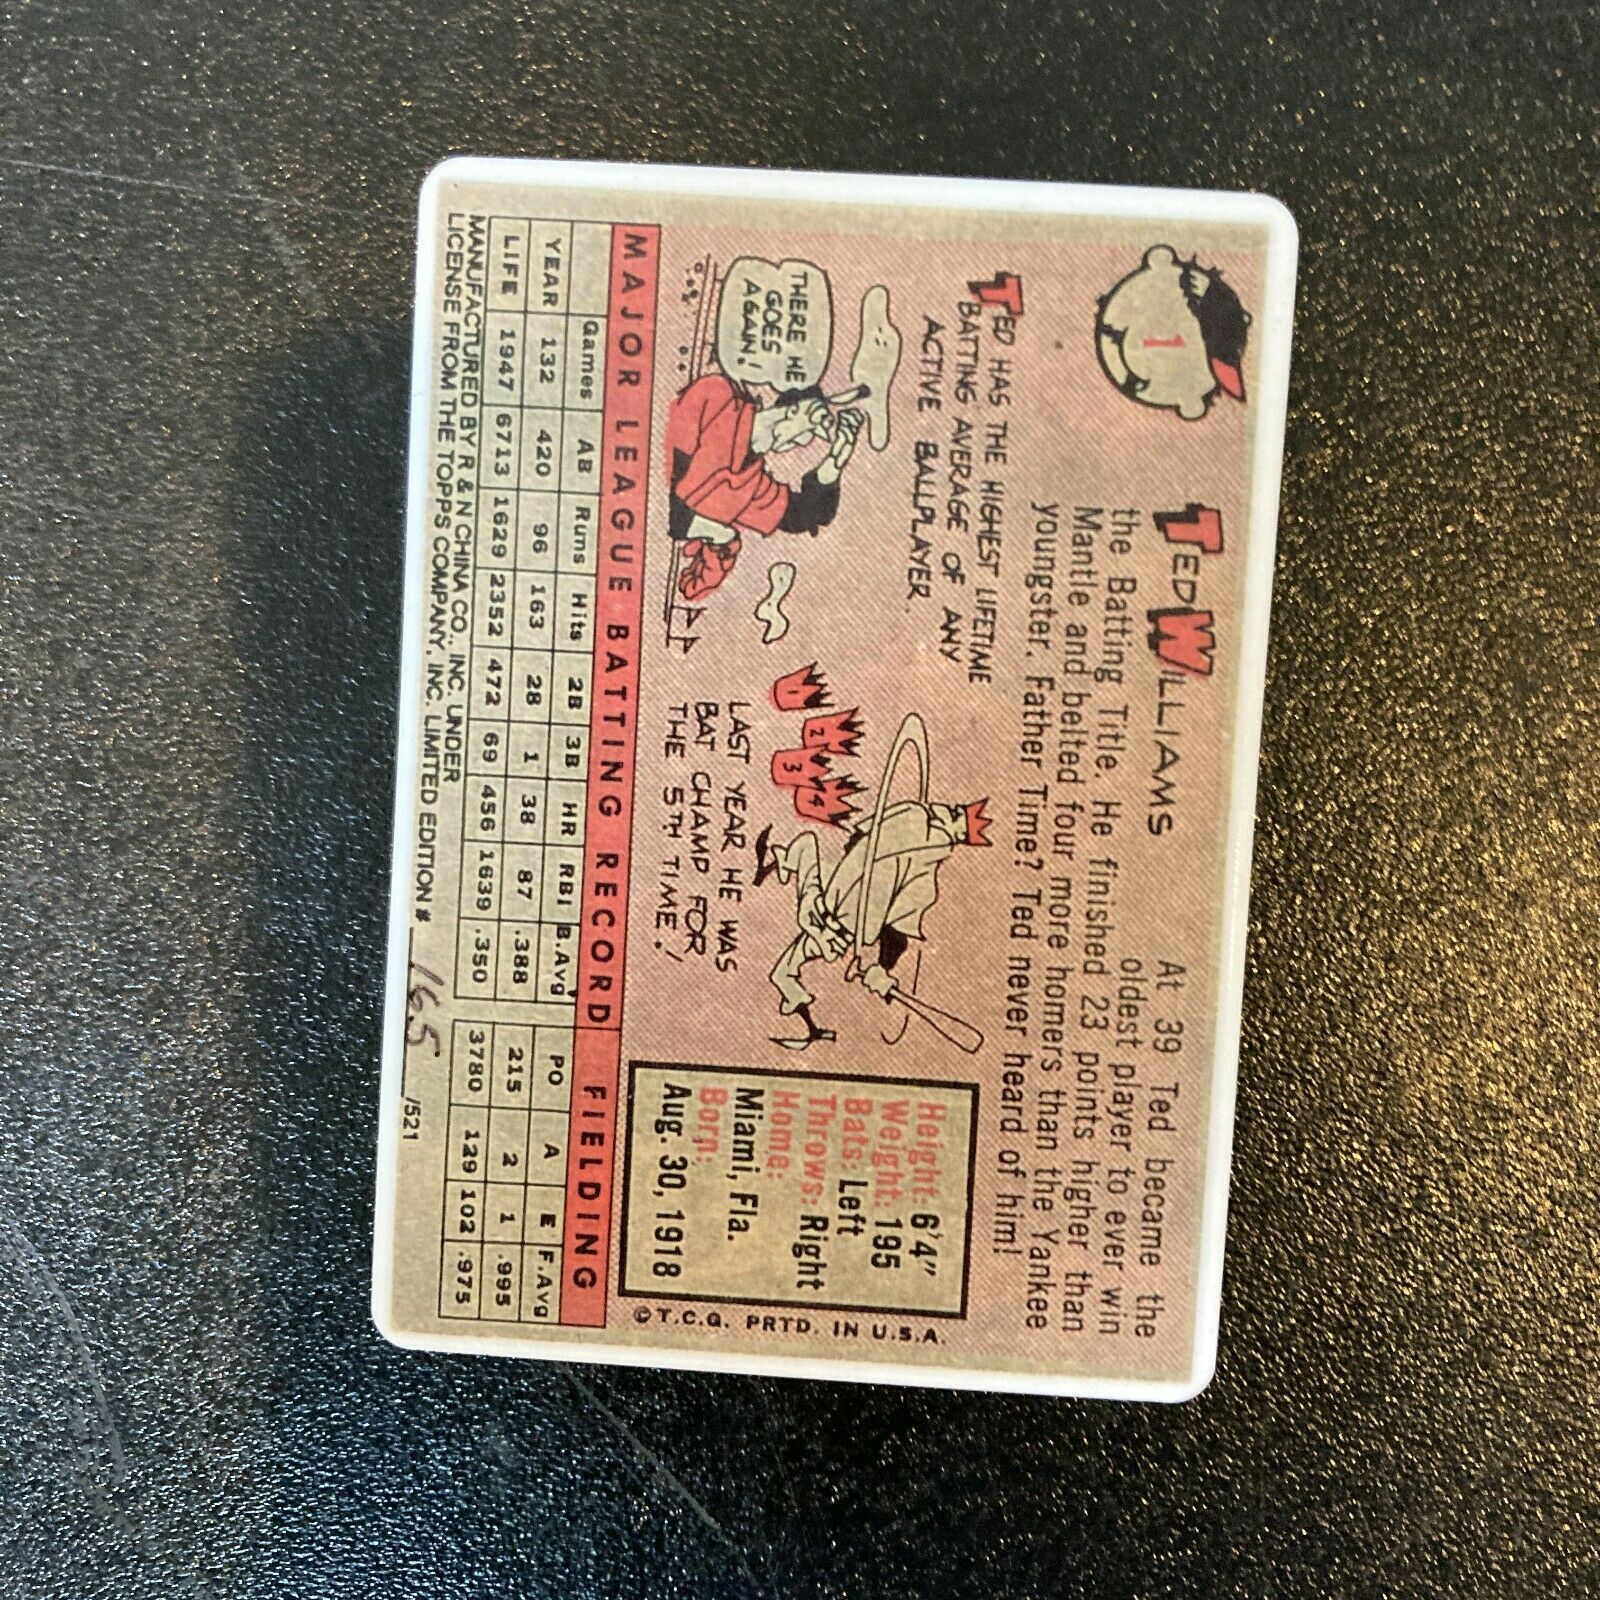 1
TED WILLIAMS
At 39 Ted became the
oldest player to ever win
the Batting Title. He finished 23 points higher than
Mantle and belted four more homers than the Yankee
youngster. Father Time? Ted never heard of him!
TED HAS THE HIGHEST LIFETIME
BATTING AVERAGE OF ANY
ACTIVE BALLPLAYER.
THERE HE
GOES
AGAIN!
1
2
3
4
LAST YEAR HE WAS
BAT CHAMP FOR
THE 5TH TIME!
Height: 6'4"
Weight: 195
Bats: Left
Throws: Right
Home:
Miami, Fla.
Born:
Aug. 30, 1918
© T.C.G. PRTD. IN U.S.A.
MAJOR LEAGUE BATTING RECORD FIELDING
Games AB Runs Hits 2B 3B HR RBI B.Avg PO A E F.Avg
YEAR 132 420 96 163 28 1 38 87 .388 215 2 1 .995
LIFE 1947 6713 1629 2352 472 69 456 1639 .350 3780 129 102 .975
MANUFACTURED BY R & N CHINA CO., INC. UNDER
LICENSE FROM THE TOPPS COMPANY, INC. LIMITED EDITION # 165 /521